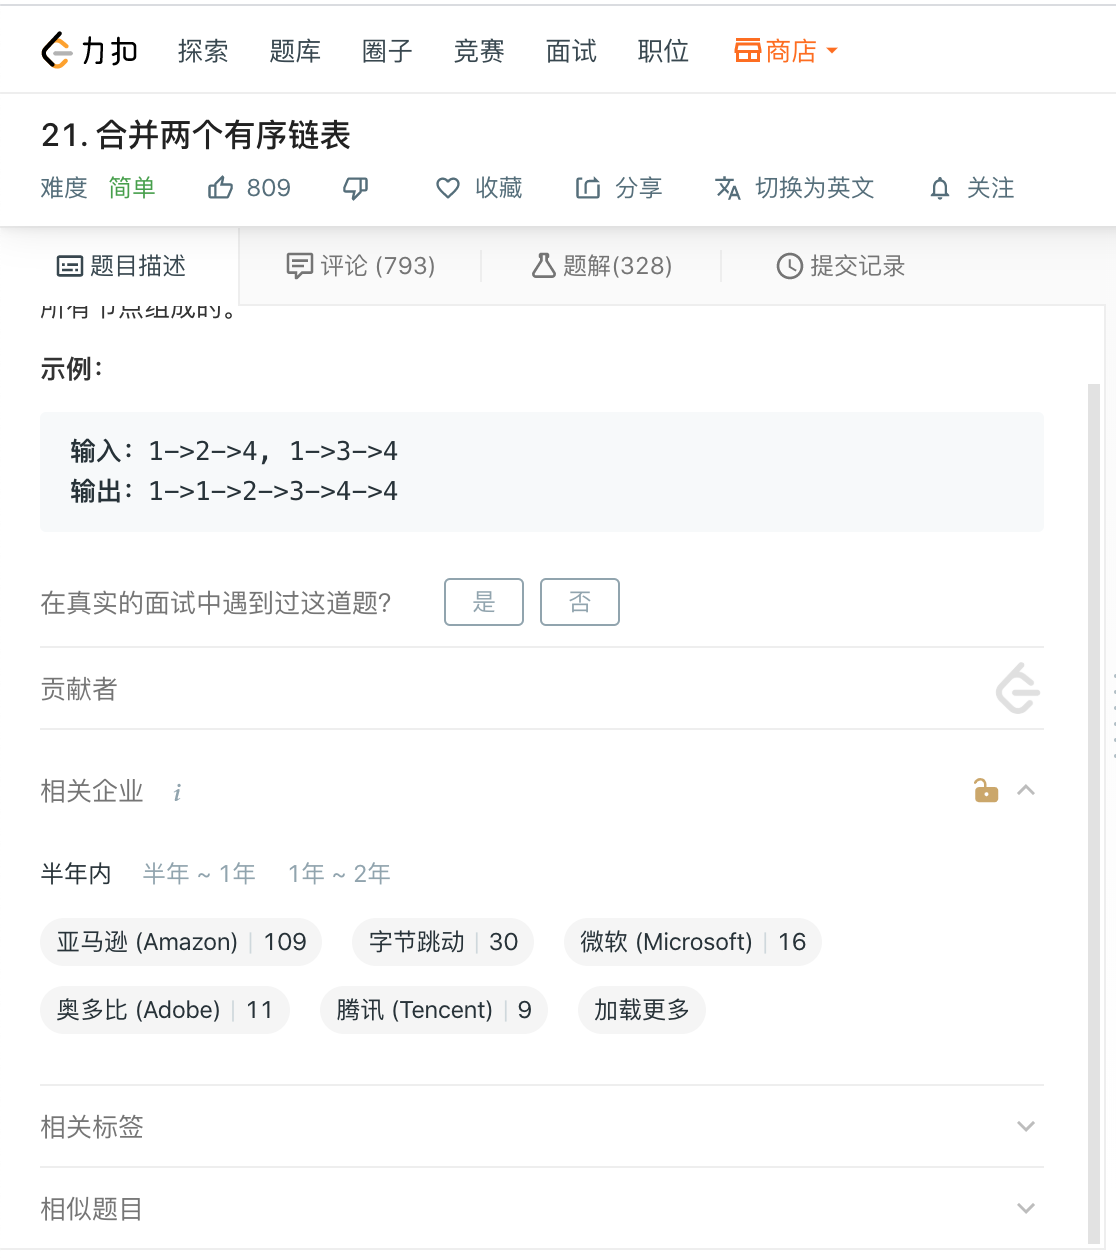 力扣 探索 题库 圈子 竞赛 面试 职位 商店
21. 合并两个有序链表
难度 简单 809 收藏 分享 切换为英文 关注
题目描述 评论 (793) 题解(328) 提交记录
所有节点组成的。
示例：
输入：1->2->4, 1->3->4
输出：1->1->2->3->4->4
在真实的面试中遇到过这道题? 是 否
贡献者
相关企业 i
半年内 半年 ~ 1年 1年 ~ 2年
亚马逊 (Amazon) | 109 字节跳动 | 30 微软 (Microsoft) | 16
奥多比 (Adobe) | 11 腾讯 (Tencent) | 9 加载更多
相关标签
相似题目